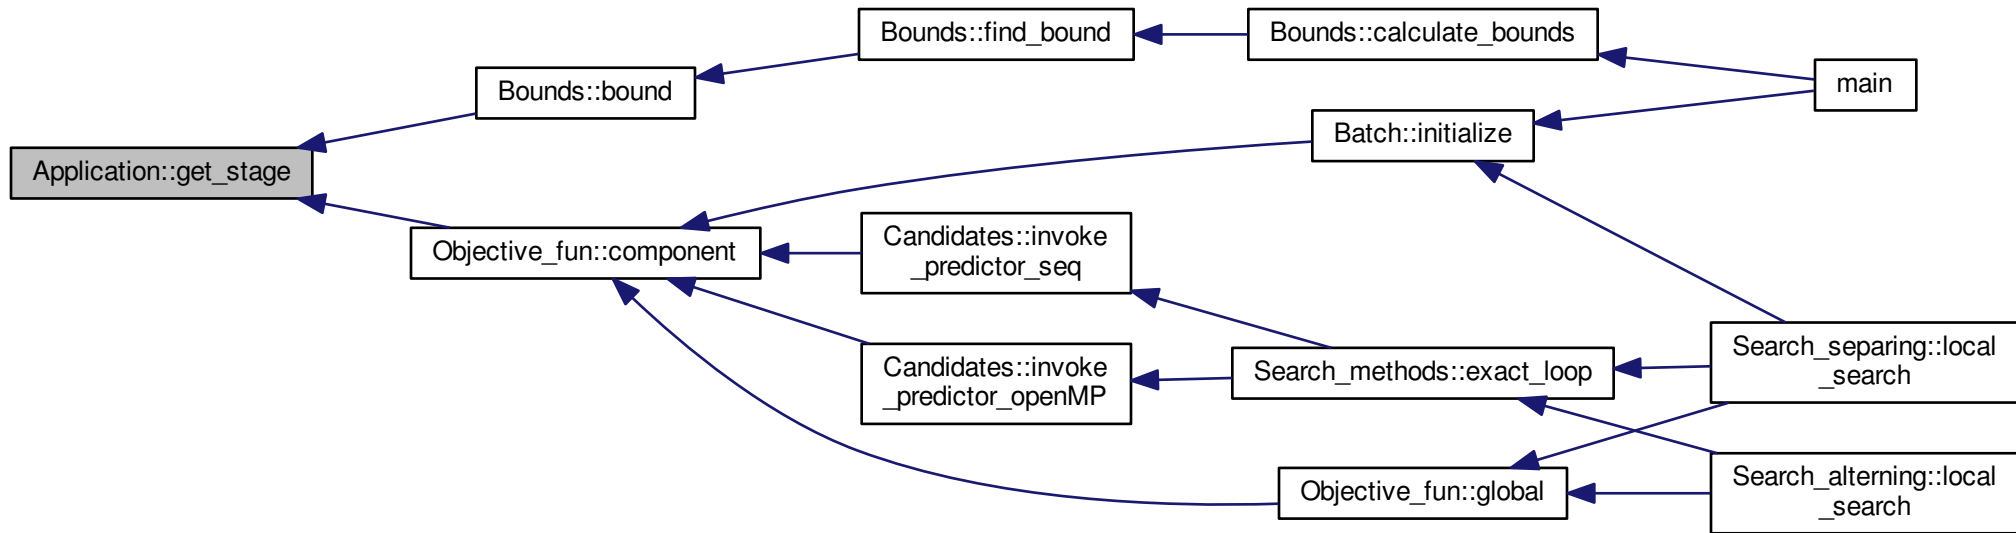 Bounds::find_bound
Bounds::calculate_bounds
Bounds::bound
main
Batch::initialize
Application::get_stage
Objective_fun::component
Candidates::invoke
_predictor_seq
Candidates::invoke
_predictor_openMP
Search_methods::exact_loop
Search_separing::local
_search
Objective_fun::global
Search_alterning::local
_search